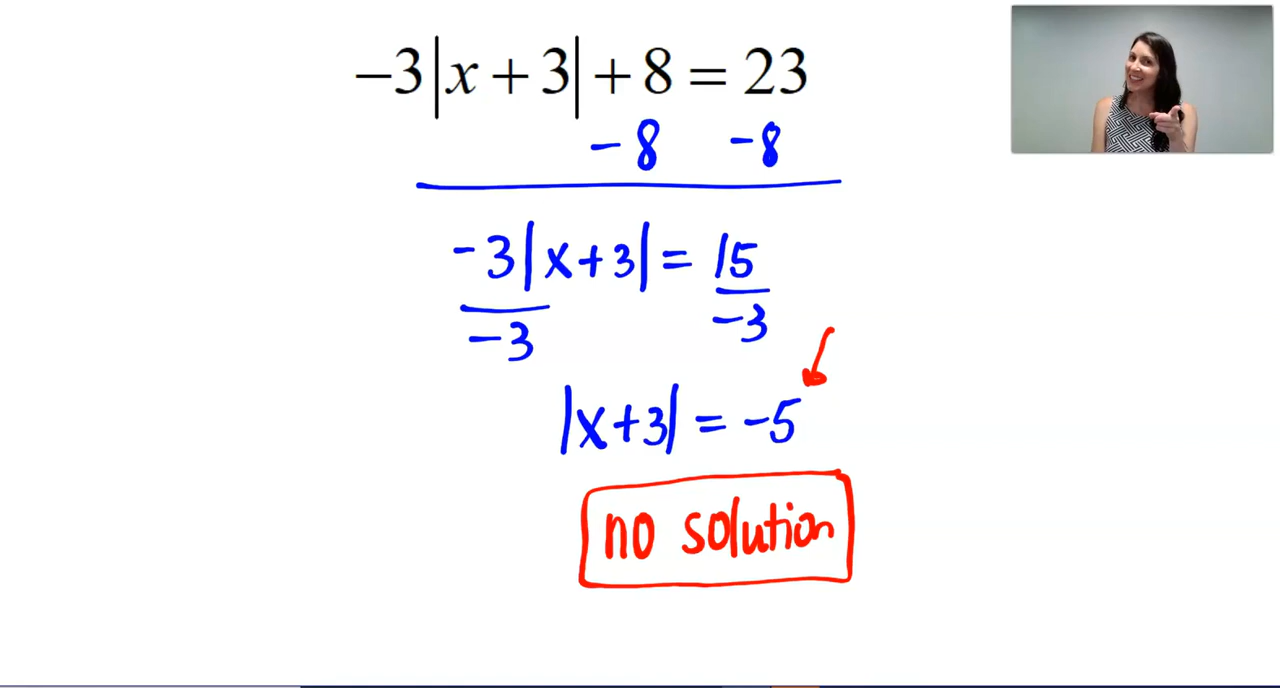 −3|x + 3| + 8 = 23
−8 −8
−3|x+3| = 15
−3 −3
|x+3| = −5
no solution